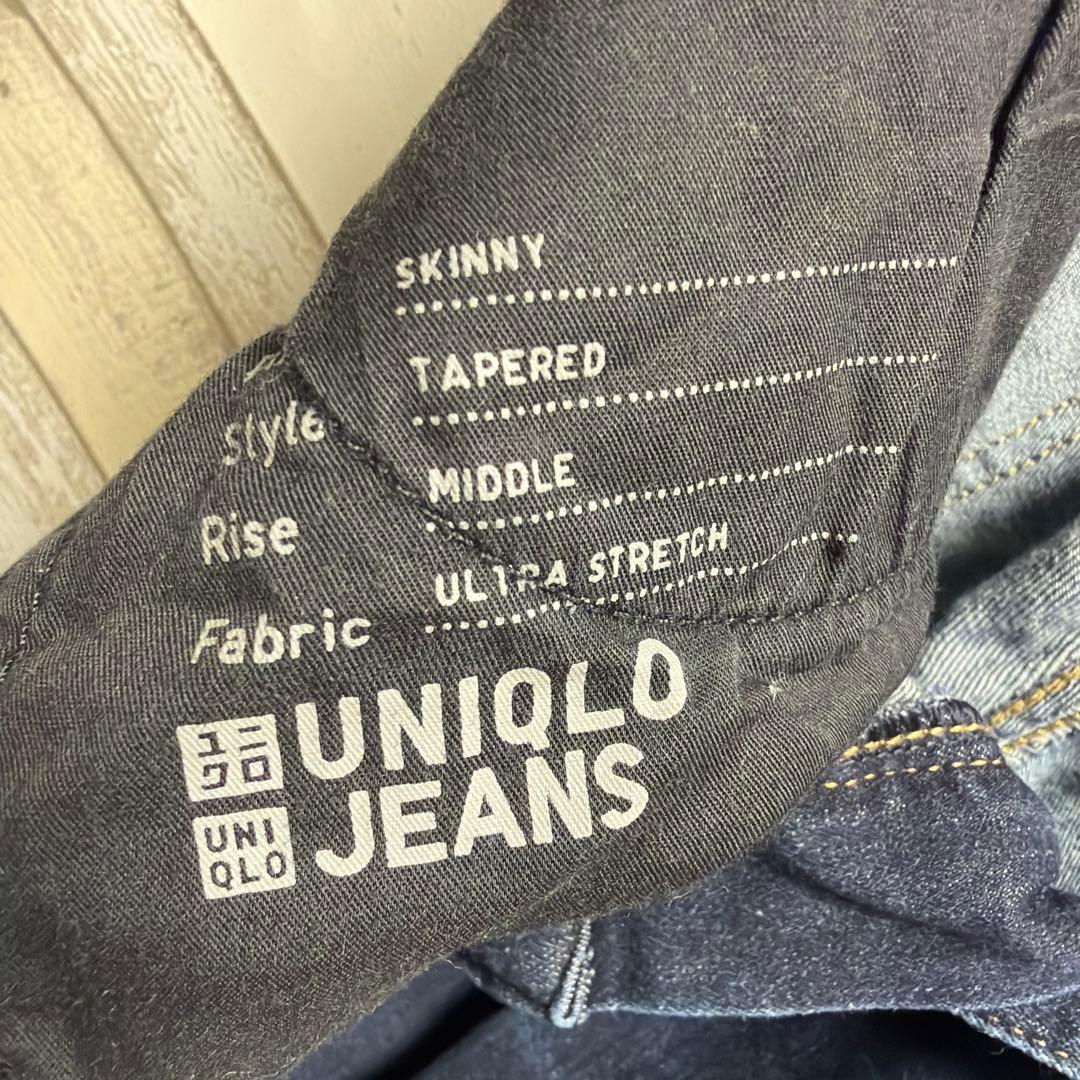 SKINNY
Style TAPERED
Rise MIDDLE
Fabric ULTRA STRETCH
ユニ
クロ
UNIQLO
UNI
QLO
JEANS